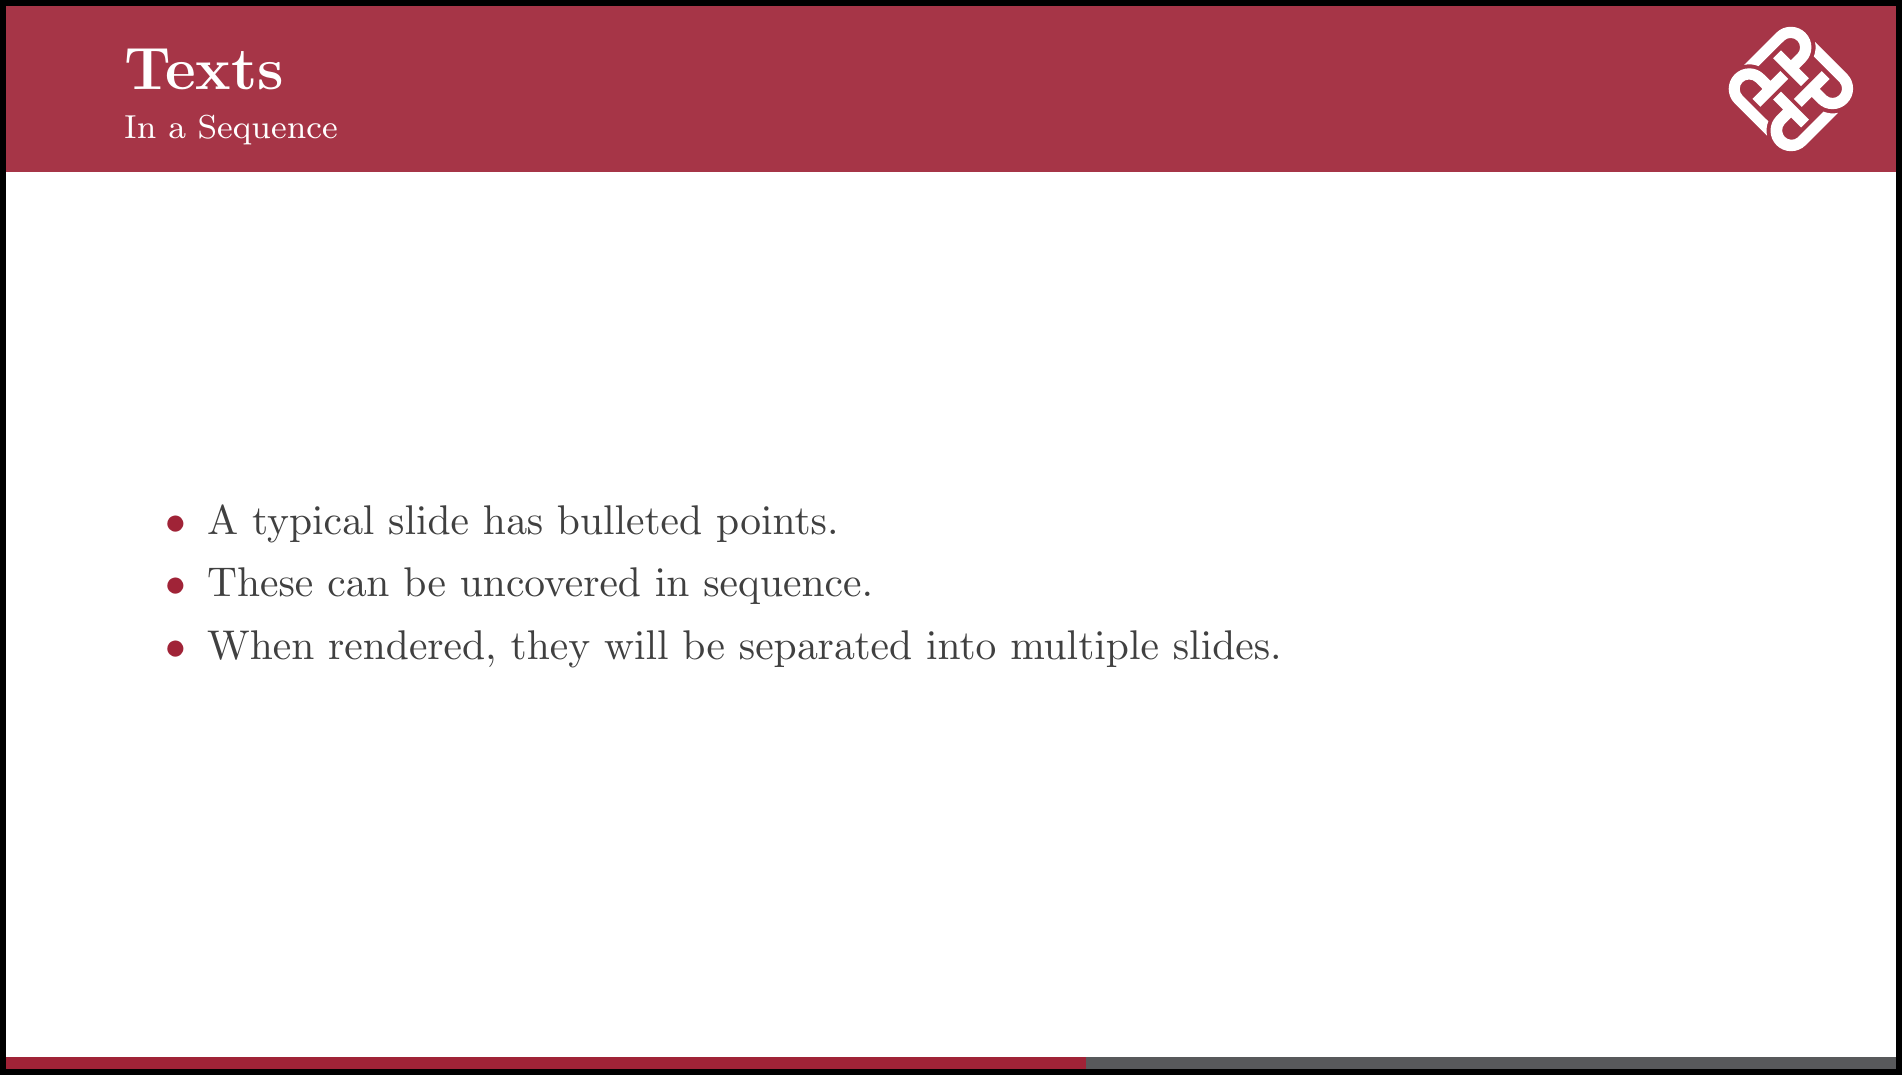 Texts
In a Sequence
• A typical slide has bulleted points.
• These can be uncovered in sequence.
• When rendered, they will be separated into multiple slides.